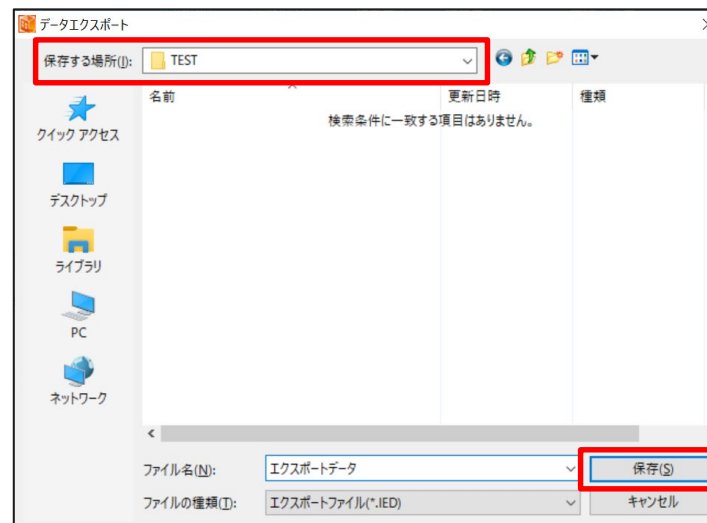 データエクスポート
保存する場所(I): TEST
名前 更新日時 種類
検索条件に一致する項目はありません。
クイック アクセス
デスクトップ
ライブラリ
PC
ネットワーク
ファイル名(N): エクスポートデータ 保存(S)
ファイルの種類(T): エクスポートファイル(*.IED) キャンセル